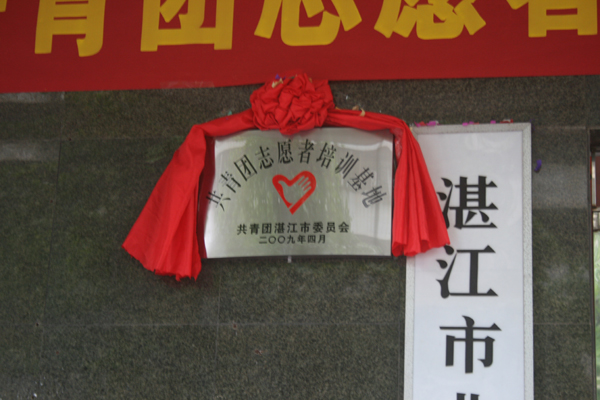 青团志愿者
共青团志愿者培训基地
共青团湛江市委员会
二〇〇九年四月
湛江市